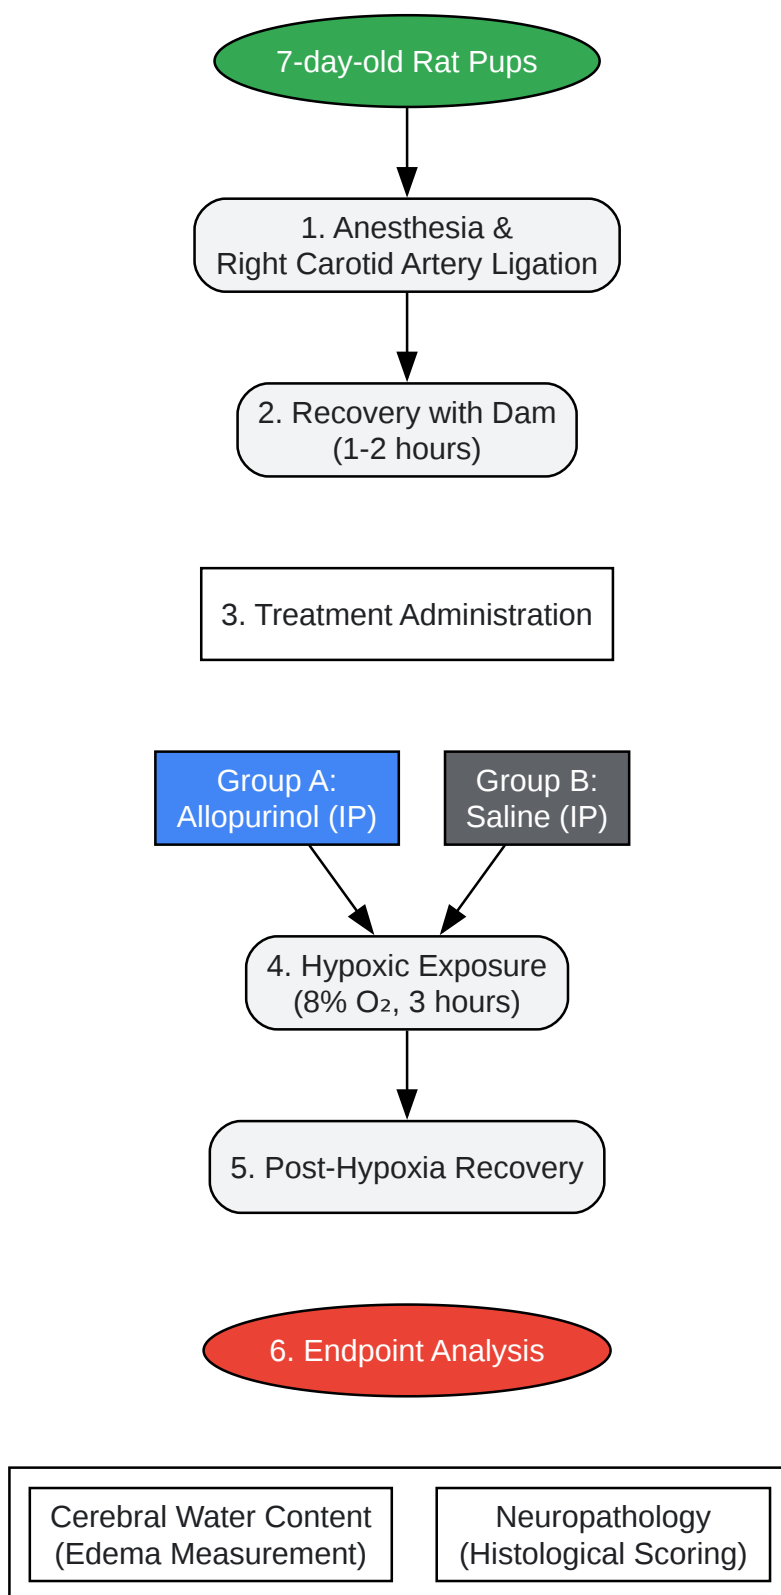 7-day-old Rat Pups
1. Anesthesia &
Right Carotid Artery Ligation
2. Recovery with Dam
(1-2 hours)
3. Treatment Administration
Group A:
Allopurinol (IP)
Group B:
Saline (IP)
4. Hypoxic Exposure
(8% O₂, 3 hours)
5. Post-Hypoxia Recovery
6. Endpoint Analysis
Cerebral Water Content
(Edema Measurement)
Neuropathology
(Histological Scoring)